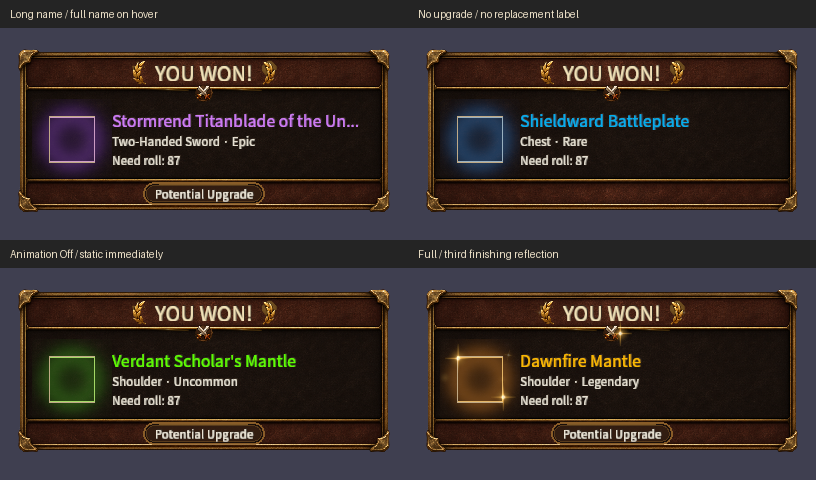 Long name / full name on hover
YOU WON!
Stormrend Titanblade of the Un...
Two-Handed Sword · Epic
Need roll: 87
Potential Upgrade
No upgrade / no replacement label
YOU WON!
Shieldward Battleplate
Chest · Rare
Need roll: 87
Animation Off / static immediately
YOU WON!
Verdant Scholar's Mantle
Shoulder · Uncommon
Need roll: 87
Potential Upgrade
Full / third finishing reflection
YOU WON!
Dawnfire Mantle
Shoulder · Legendary
Need roll: 87
Potential Upgrade